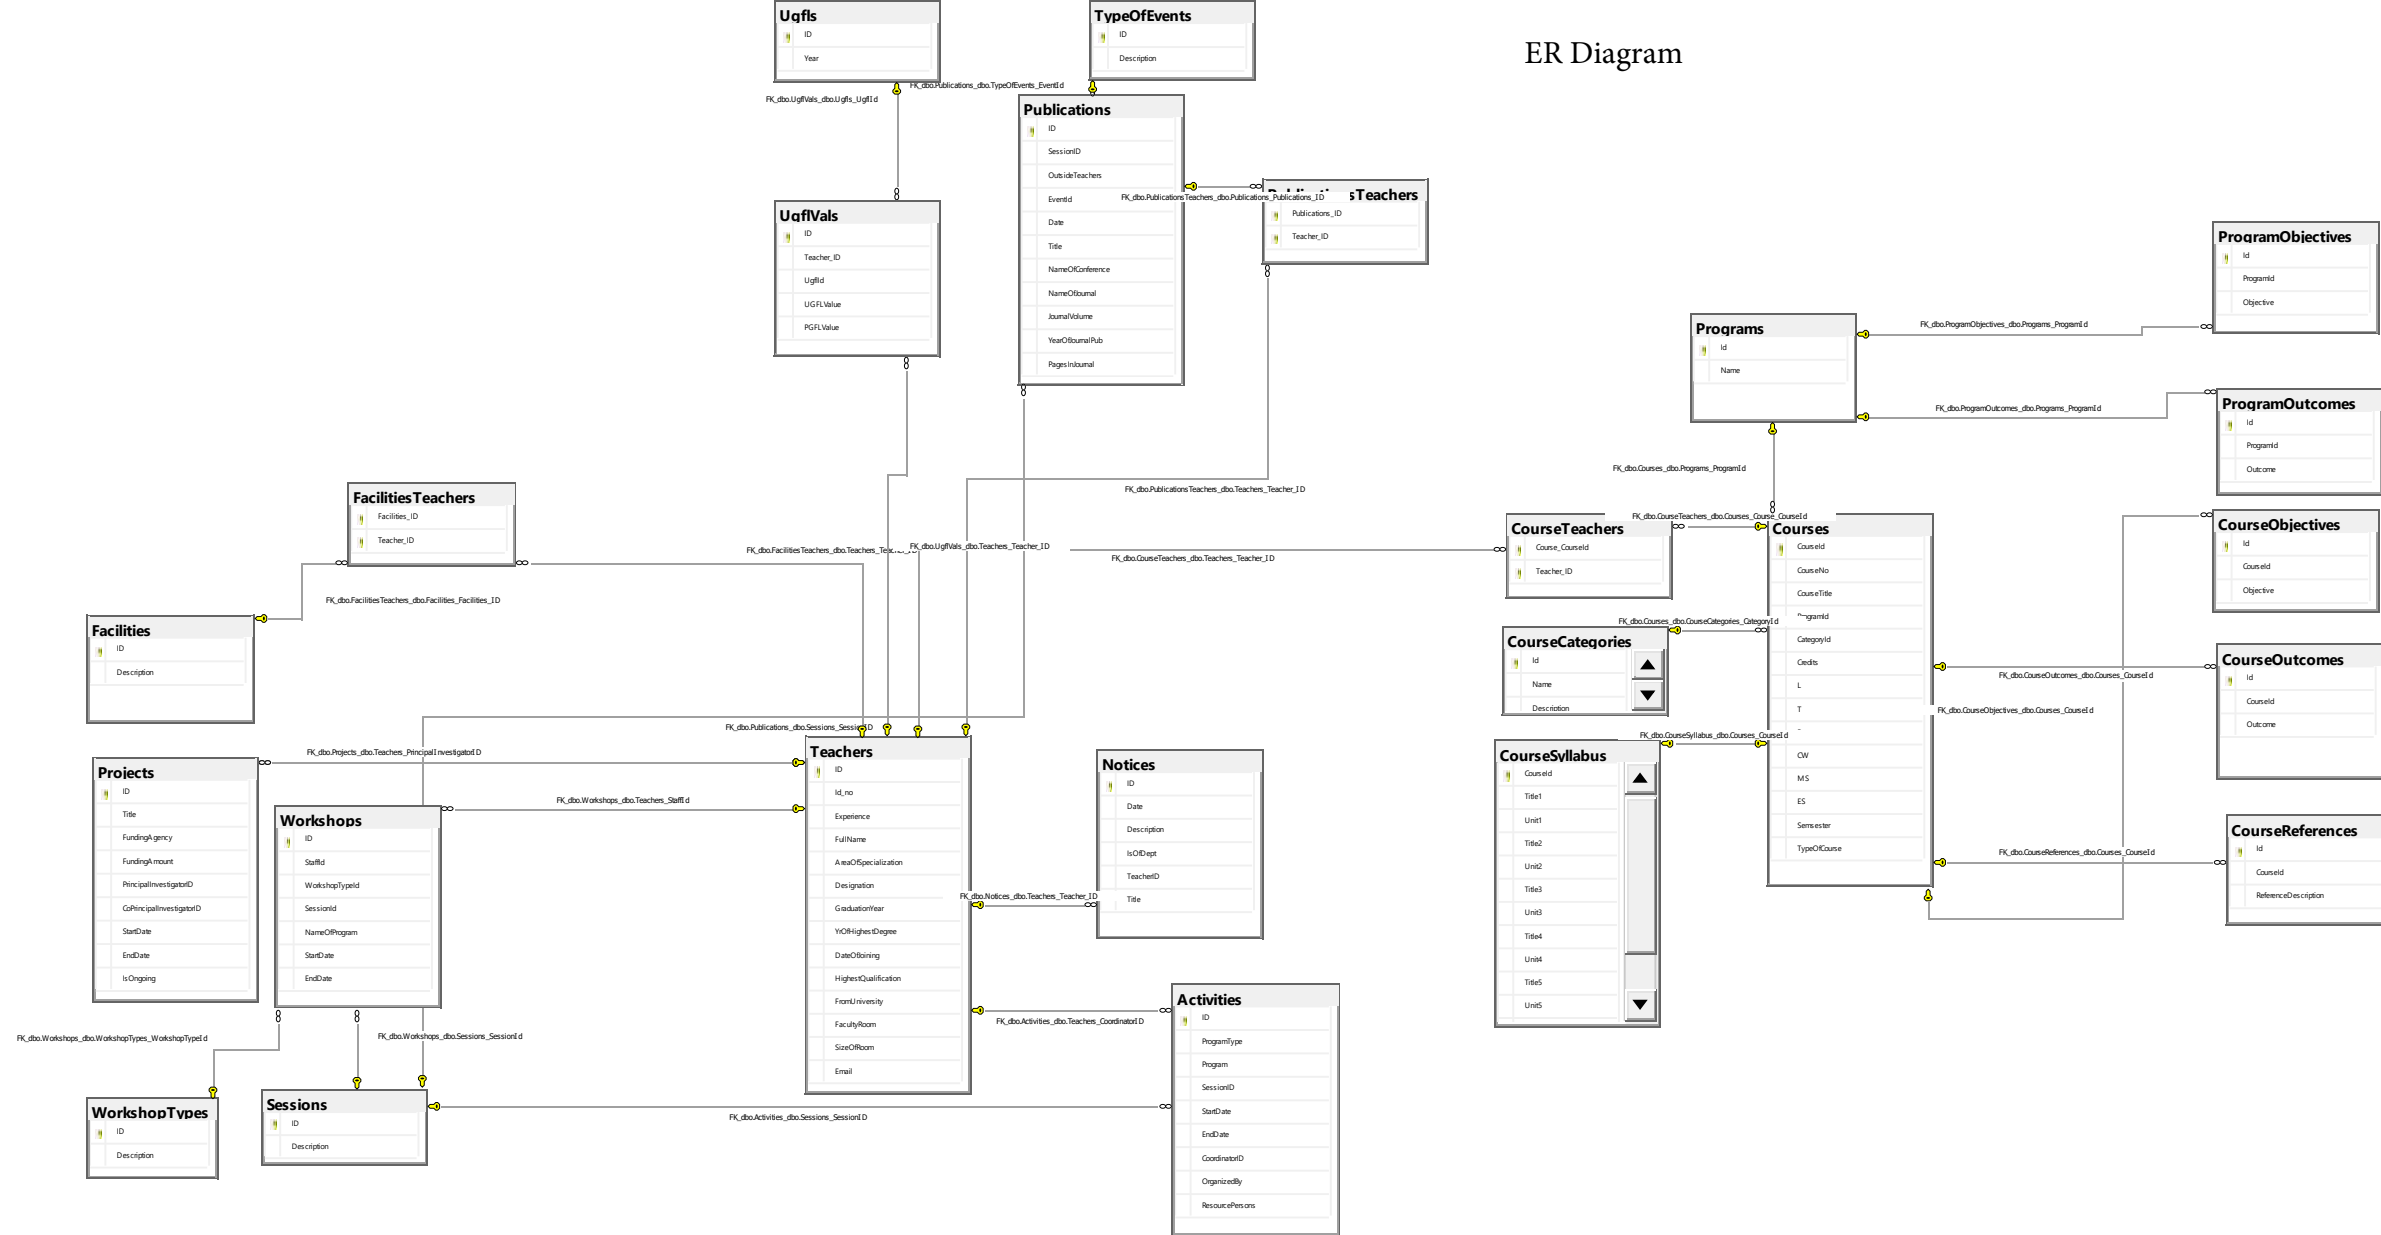 ER Diagram
Ugfls
ID
Year
TypeOfEvents
ID
Description
FK_dbo.UgflVals_dbo.Ugfls_UgflId
FK_dbo.Publications_dbo.TypeOfEvents_EventId
Publications
ID
SessionID
OutsideTeachers
EventId
Date
Title
NameOfConference
NameOfJournal
JournalVolume
YearOfJournalPub
PagesInJournal
sTeachers
FK_dbo.PublicationsTeachers_dbo.Publications_Publications_ID
Publications_ID
Teacher_ID
UgflVals
ID
Teacher_ID
UgflId
UGFLValue
PGFLValue
ProgramObjectives
Id
ProgramId
Objective
Programs
Id
Name
FK_dbo.ProgramObjectives_dbo.Programs_ProgramId
FK_dbo.ProgramOutcomes_dbo.Programs_ProgramId
ProgramOutcomes
Id
ProgramId
Outcome
FK_dbo.Courses_dbo.Programs_ProgramId
FacilitiesTeachers
Facilities_ID
Teacher_ID
FK_dbo.PublicationsTeachers_dbo.Teachers_Teacher_ID
FK_dbo.FacilitiesTeachers_dbo.Teachers_
FK_dbo.UgflVals_dbo.Teachers_Teacher_ID
FK_dbo.CourseTeachers_dbo.Teachers_Teacher_ID
FK_dbo.FacilitiesTeachers_dbo.Facilities_Facilities_ID
Facilities
ID
Description
FK_dbo.CourseTeachers_dbo.Courses_Course_CourseId
CourseTeachers
Course_CourseId
Teacher_ID
Courses
CourseId
CourseNo
CourseTitle
CategoryId
Credits
L
T
CW
MS
ES
Semsester
TypeOfCourse
CourseObjectives
Id
CourseId
Objective
FK_dbo.Courses_dbo.CourseCategories_CategoryId
CourseCategories
Id
Name
Description
CourseOutcomes
Id
CourseId
Outcome
FK_dbo.CourseOutcomes_dbo.Courses_CourseId
FK_dbo.CourseObjectives_dbo.Courses_CourseId
FK_dbo.CourseSyllabus_dbo.Courses_CourseId
CourseSyllabus
CourseId
Title1
Unit1
Title2
Unit2
Title3
Unit3
Title4
Unit4
Title5
Unit5
CourseReferences
Id
CourseId
ReferenceDescription
FK_dbo.CourseReferences_dbo.Courses_CourseId
FK_dbo.Publications_dbo.Sessions_SessionID
FK_dbo.Projects_dbo.Teachers_PrincipalInvestigatorID
Projects
ID
Title
FundingAgency
FundingAmount
PrincipalInvestigatorID
CoPrincipalInvestigatorID
StartDate
EndDate
IsOngoing
FK_dbo.Workshops_dbo.Teachers_StaffId
Workshops
ID
StaffId
WorkshopTypeId
SessionId
NameOfProgram
StartDate
EndDate
Teachers
ID
Id_no
Experience
FullName
AreaOfSpecialization
Designation
GraduationYear
YrOfHighestDegree
DateOfJoining
HighestQualification
FromUniversity
FacultyRoom
SizeOfRoom
Email
Notices
ID
Date
Description
IsOfDept
TeacherID
Title
FK_dbo.Notices_dbo.Teachers_Teacher_ID
Activities
ID
ProgramType
Program
SessionID
StartDate
EndDate
CoordinatorID
OrganizedBy
ResourcePersons
FK_dbo.Activities_dbo.Teachers_CoordinatorID
FK_dbo.Workshops_dbo.WorkshopTypes_WorkshopTypeId
FK_dbo.Workshops_dbo.Sessions_SessionId
WorkshopTypes
ID
Description
Sessions
ID
Description
FK_dbo.Activities_dbo.Sessions_SessionID